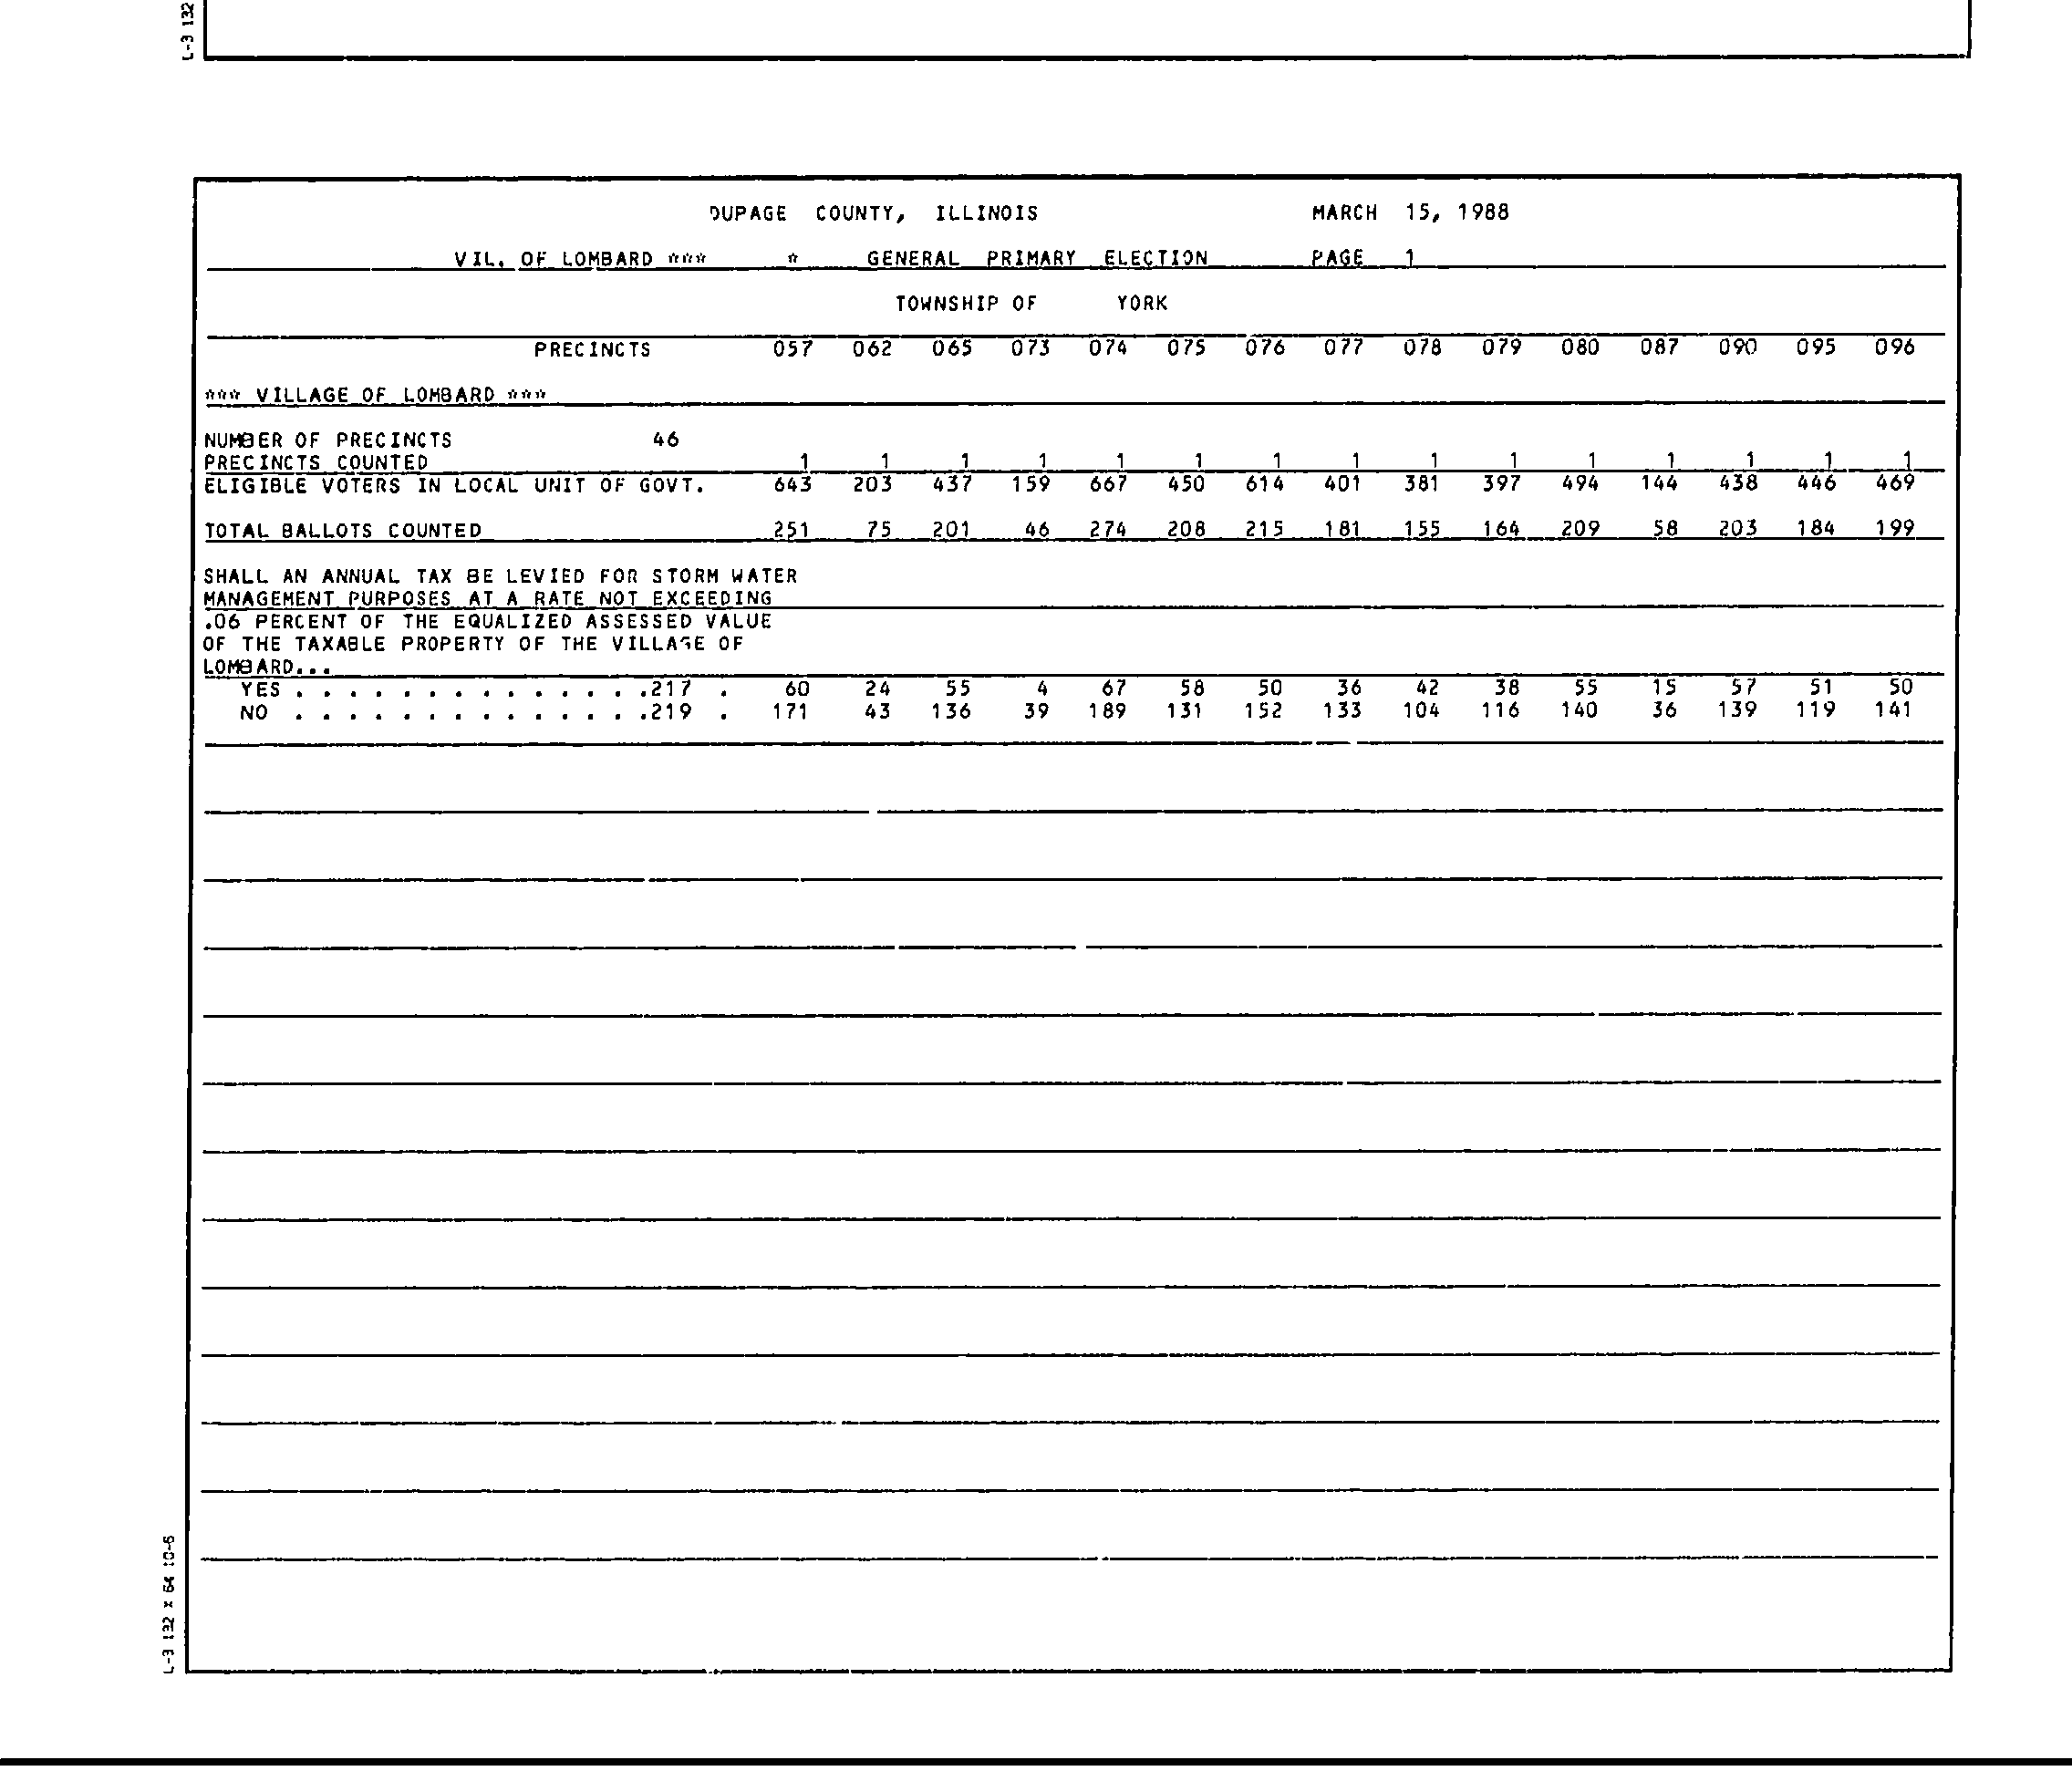 L-3 132
DUPAGE COUNTY, ILLINOIS MARCH 15, 1988
VIL. OF LOMBARD *** * GENERAL PRIMARY ELECTION PAGE 1
TOWNSHIP OF YORK
PRECINCTS 057 062 065 073 074 075 076 077 078 079 080 087 090 095 096
*** VILLAGE OF LOMBARD ***
NUMBER OF PRECINCTS 46
PRECINCTS COUNTED 1 1 1 1 1 1 1 1 1 1 1 1 1 1 1
ELIGIBLE VOTERS IN LOCAL UNIT OF GOVT. 643 203 437 159 667 450 614 401 381 397 494 144 438 446 469
TOTAL BALLOTS COUNTED 251 75 201 46 274 208 215 181 155 164 209 58 203 184 199
SHALL AN ANNUAL TAX BE LEVIED FOR STORM WATER
MANAGEMENT PURPOSES AT A RATE NOT EXCEEDING
.06 PERCENT OF THE EQUALIZED ASSESSED VALUE
OF THE TAXABLE PROPERTY OF THE VILLAGE OF
LOMBARD...
YES . . . . . . . . . . . . . .217 . 60 24 55 4 67 58 50 36 42 38 55 15 57 51 50
NO . . . . . . . . . . . . . .219 . 171 43 136 39 189 131 152 133 104 116 140 36 139 119 141
L-3 132 x 64 10-6